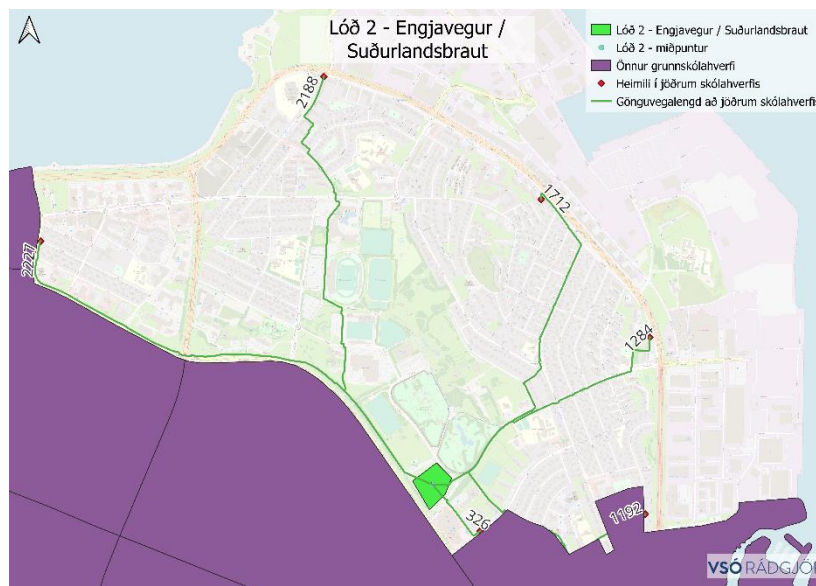 Lóð 2 - Engjavegur /
Suðurlandsbraut
Lóð 2 - Engjavegur / Suðurlandsbraut
Lóð 2 - miðpuntur
Önnur grunnskólahverfi
Heimili í jöðrum skólahverfis
Gönguvegalengd að jöðrum skólahverfis
2188
1712
2227
1284
326
1192
VSÓ RÁÐGJÖF